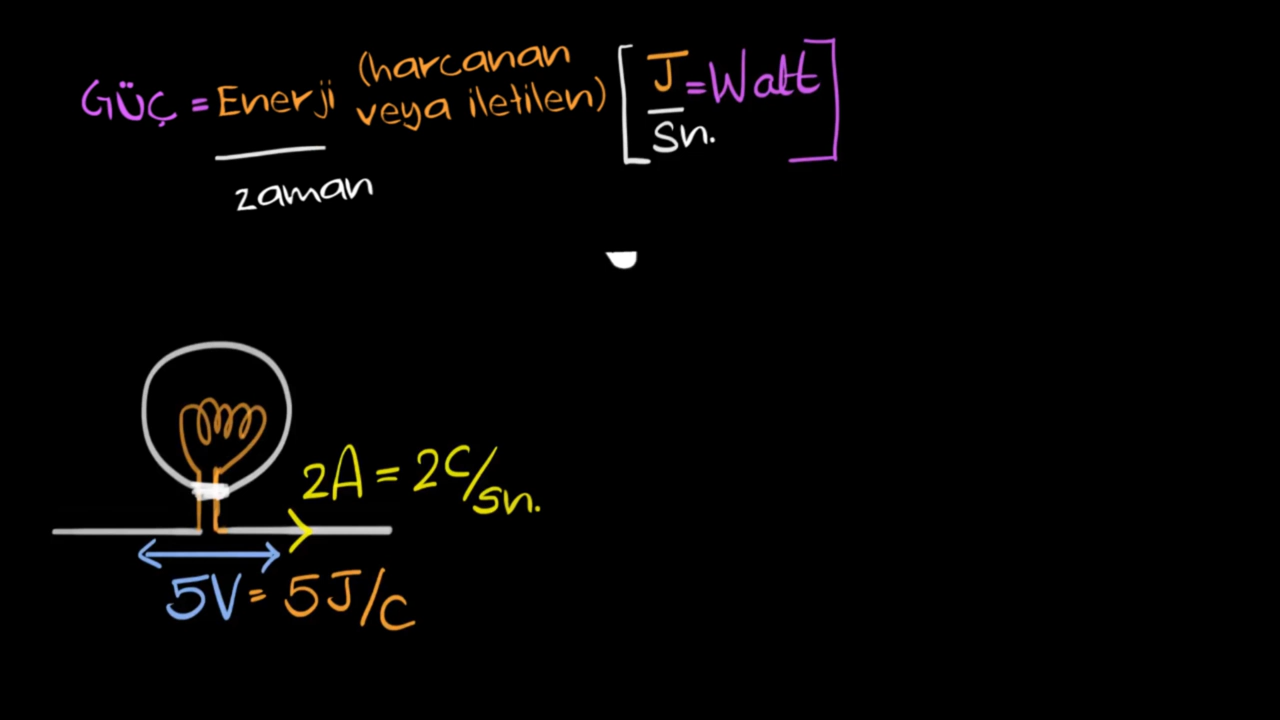 GÜÇ = Enerji (harcanan veya iletilen) [J = Watt]
zaman Sn.
2A = 2C/sn.
5V = 5J/C